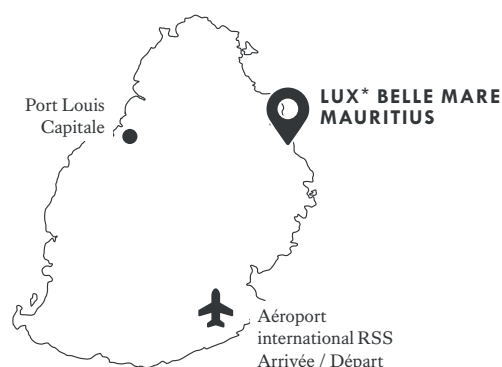 Port Louis
Capitale
LUX* BELLE MARE
MAURITIUS
Aéroport
international RSS
Arrivée / Départ